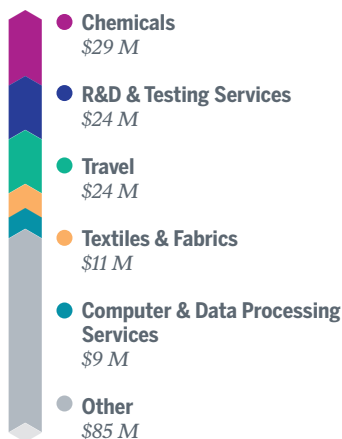 Chemicals
$29 M
R&D & Testing Services
$24 M
Travel
$24 M
Textiles & Fabrics
$11 M
Computer & Data Processing
Services
$9 M
Other
$85 M